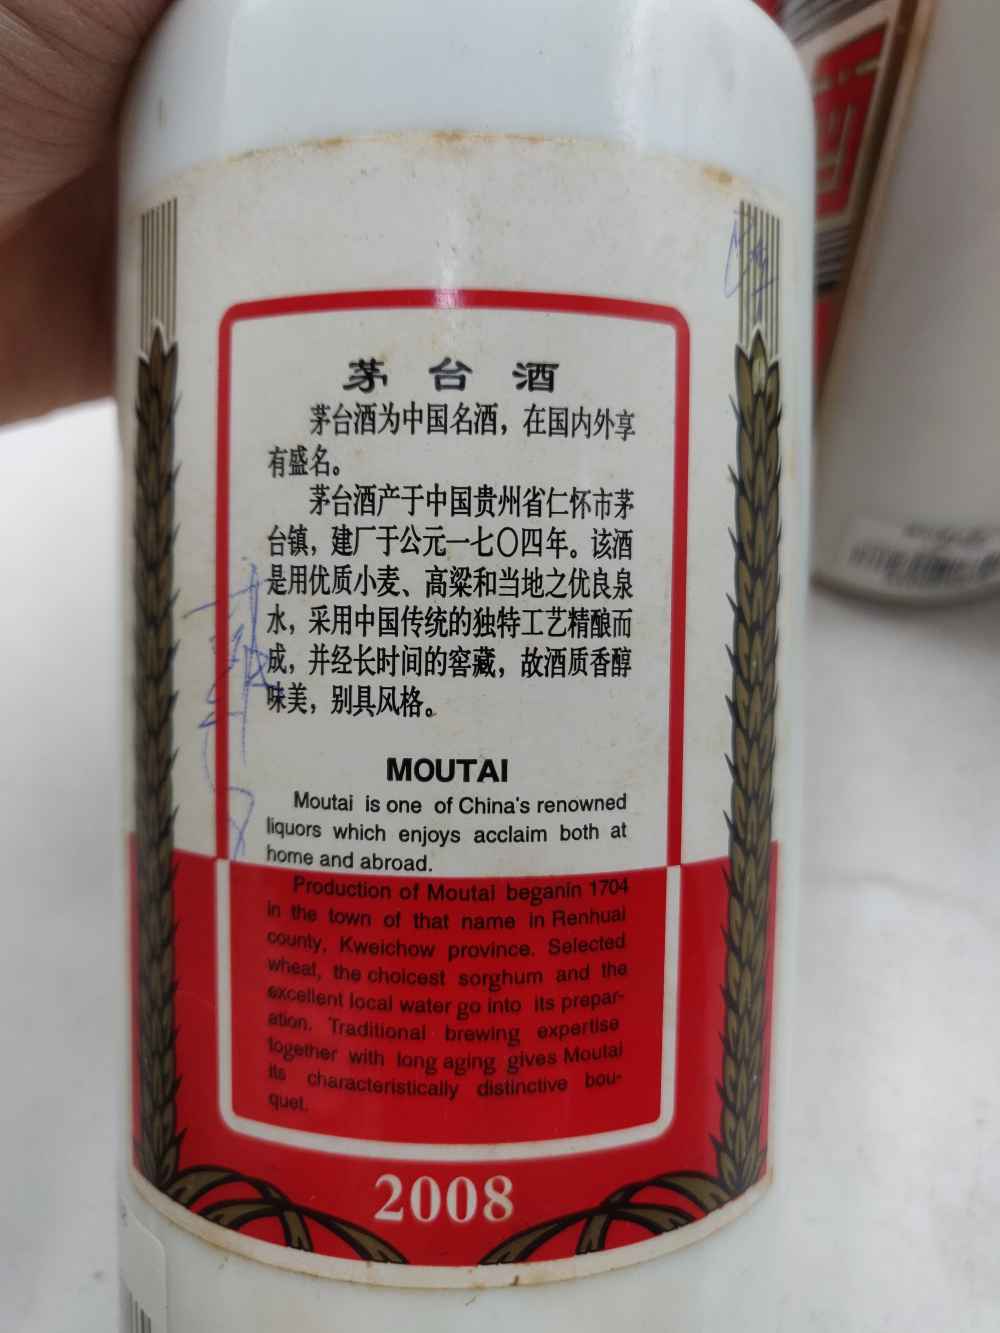 茅台酒
茅台酒为中国名酒，在国内外享
有盛名。
茅台酒产于中国贵州省仁怀市茅
台镇，建厂于公元一七〇四年。该酒
是用优质小麦、高粱和当地之优良泉
水，采用中国传统的独特工艺精酿而
成，并经长时间的窖藏，故酒质香醇
味美，别具风格。
MOUTAI
Moutai is one of China's renowned
liquors which enjoys acclaim both at
home and abroad.
Production of Moutai beganin 1704
in the town of that name in Renhuai
county, Kweichow province. Selected
wheat, the choicest sorghum and the
excellent local water go into its prepar-
ation. Traditional brewing expertise
together with long aging gives Moutai
its characteristically distinctive bou-
quet.
2008
酒